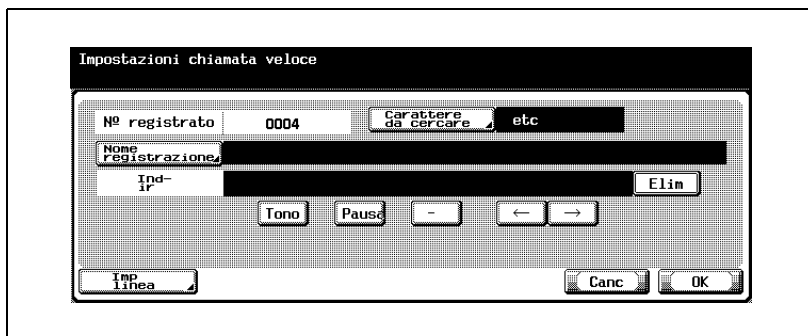 Impostazioni chiamata veloce
Nº registrato 0004 Carattere
da cercare etc
Nome
registrazione
Ind-
ir Elim
Tono Pausa - ← →
Imp
linea Canc OK